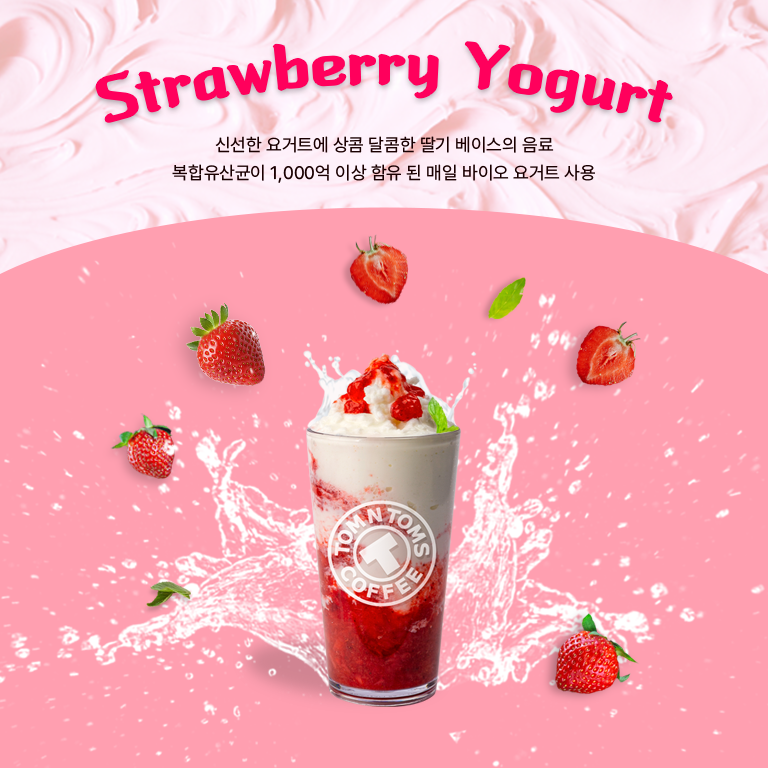 Strawberry Yogurt
신선한 요거트에 상콤 달콤한 딸기 베이스의 음료
복합유산균이 1,000억 이상 함유 된 매일 바이오 요거트 사용
TOM N TOMS
T
COFFEE